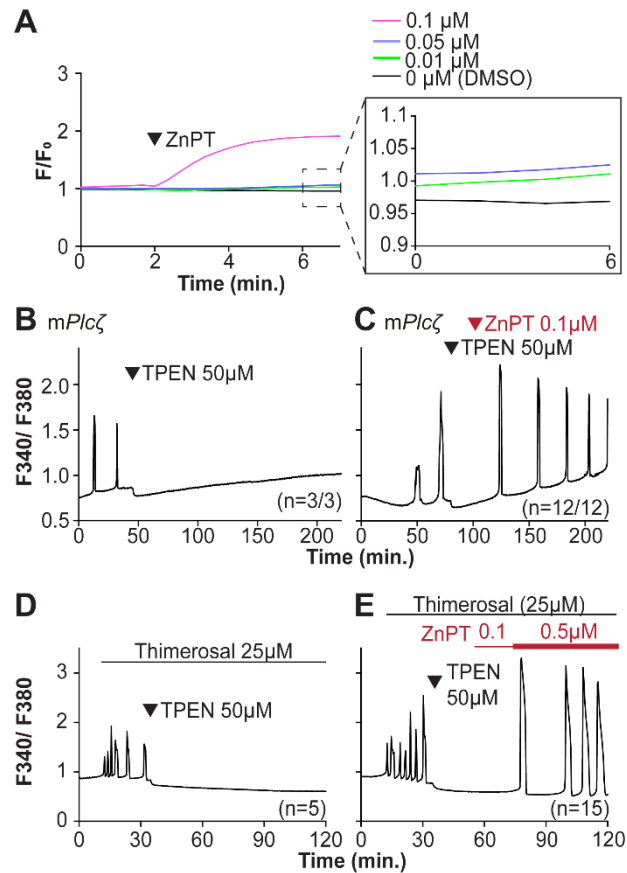 A
0.1 µM
0.05 µM
0.01 µM
0 µM (DMSO)
3
2
1
0
F/F₀
ZnPT
0 2 4 6
Time (min.)
1.1
1.05
1.0
0.95
0.9
0 6
B mPlcζ
TPEN 50µM
2.0
1.5
1.0
0.5
F340/ F380
(n=3/3)
0 50 100 150 200
C mPlcζ
ZnPT 0.1µM
TPEN 50µM
(n=12/12)
0 50 100 150 200
Time (min.)
D
Thimerosal 25µM
TPEN 50µM
3
2
1
0
F340/ F380
(n=5)
0 30 60 90 120
E
Thimerosal (25µM)
ZnPT 0.1 0.5µM
TPEN
50µM
(n=15)
0 30 60 90 120
Time (min.)